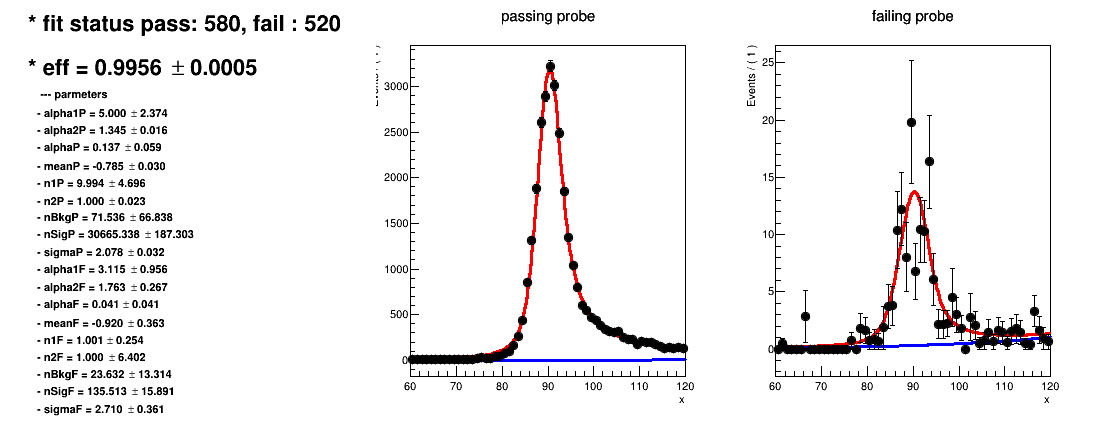 * fit status pass: 580, fail : 520
* eff = 0.9956 ± 0.0005
--- parmeters
- alpha1P = 5.000 ± 2.374
- alpha2P = 1.345 ± 0.016
- alphaP = 0.137 ± 0.059
- meanP = -0.785 ± 0.030
- n1P = 9.994 ± 4.696
- n2P = 1.000 ± 0.023
- nBkgP = 71.536 ± 66.838
- nSigP = 30665.338 ± 187.303
- sigmaP = 2.078 ± 0.032
- alpha1F = 3.115 ± 0.956
- alpha2F = 1.763 ± 0.267
- alphaF = 0.041 ± 0.041
- meanF = -0.920 ± 0.363
- n1F = 1.001 ± 0.254
- n2F = 1.000 ± 6.402
- nBkgF = 23.632 ± 13.314
- nSigF = 135.513 ± 15.891
- sigmaF = 2.710 ± 0.361
passing probe
3000
2500
2000
1500
1000
500
0
60 70 80 90 100 110 120
x
failing probe
Events / ( 1 )
25
20
15
10
5
0
60 70 80 90 100 110 120
x